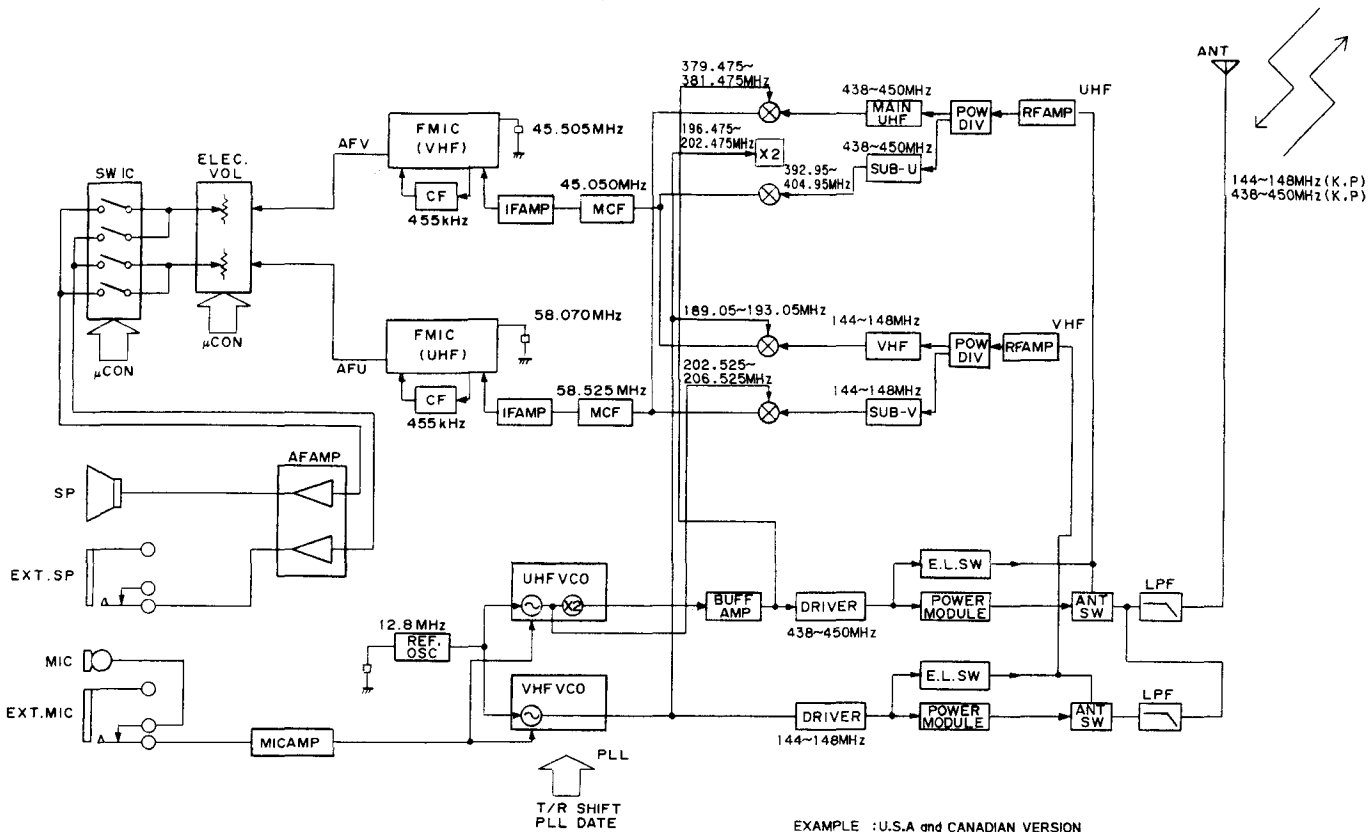 ANT
379.475~
381.475MHz
438~450MHz
UHF
MAIN
UHF
POW
DIV
RFAMP
FMIC
(VHF)
45.505MHz
196.475~
202.475MHz
X2
438~450MHz
SUB-U
392.95~
404.95MHz
AFV
ELEC.
VOL
SW IC
CF
455kHz
45.050MHz
IFAMP
MCF
144~148MHz(K.P)
438~450MHz(K.P)
58.070MHz
189.05~193.05MHz
144~148MHz
VHF
VHF
POW
DIV
RFAMP
FMIC
(UHF)
μCON
μCON
AFU
202.525~
206.525MHz
144~148MHz
SUB-V
CF
455kHz
58.525MHz
IFAMP
MCF
AFAMP
SP
EXT.SP
UHF VCO
X2
BUFF
AMP
DRIVER
438~450MHz
E.L.SW
POWER
MODULE
ANT
SW
LPF
12.8MHz
REF.
OSC
MIC
EXT.MIC
VHF VCO
DRIVER
144~148MHz
E.L.SW
POWER
MODULE
ANT
SW
LPF
MICAMP
PLL
T/R SHIFT
PLL DATE
EXAMPLE :U.S.A and CANADIAN VERSION